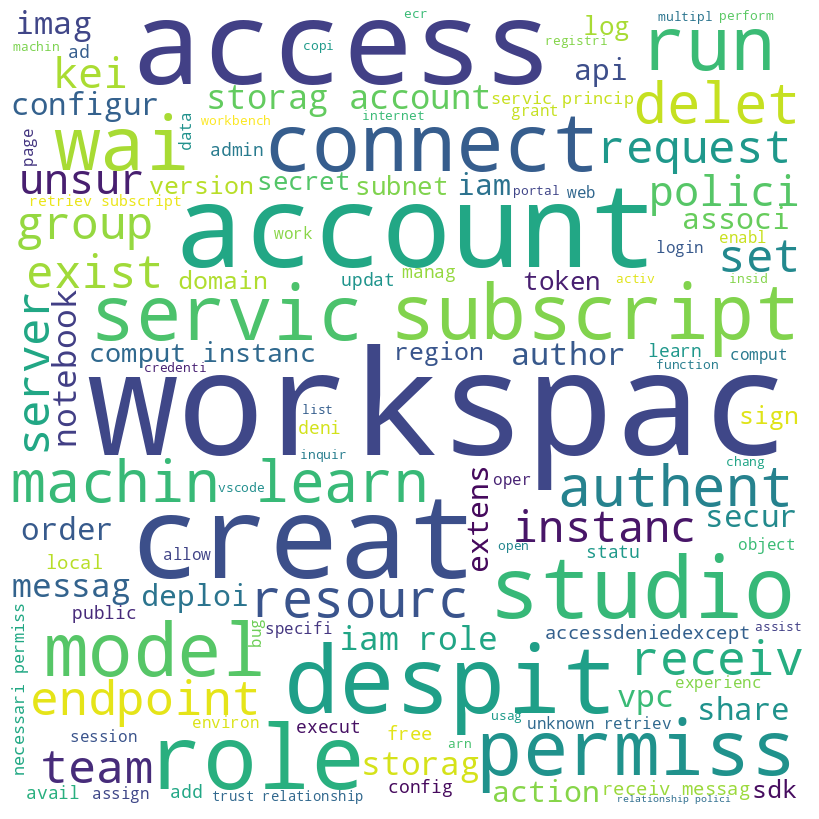 ecr
imag
access
log
multipl perform
run
machin
ad
copi
registri
kei
api
configur
storag account
servic princip
delet
grant
data
workbench
internet
wai
connect
request
page
admin
unsur
version
secret
subnet
iam
portal
web
polici
retriev subscript
group
account
associ
work
login
enabl
set
exist
domain
updat
manag
token
activ
insid
server
notebook
servic
subscript
comput instanc
region
author
learn
comput
credenti
function
workspac
list
deni
sign
inquir
machin learn
vscode
extens
oper
authent
chang
order
creat
instanc
secur
local
allow
open
statu
object
messag
deploi
resourc
studio
public
specifi
bug
iam role
accessdeniedexcept
assist
necessari permiss
model
despit
receiv
endpoint
vpc
experienc
share
environ
usag
unknown retriev
session
execut
free
arn
team
role
storag
permiss
avail
assign
add
trust relationship
config
action
receiv messag
sdk
relationship polici